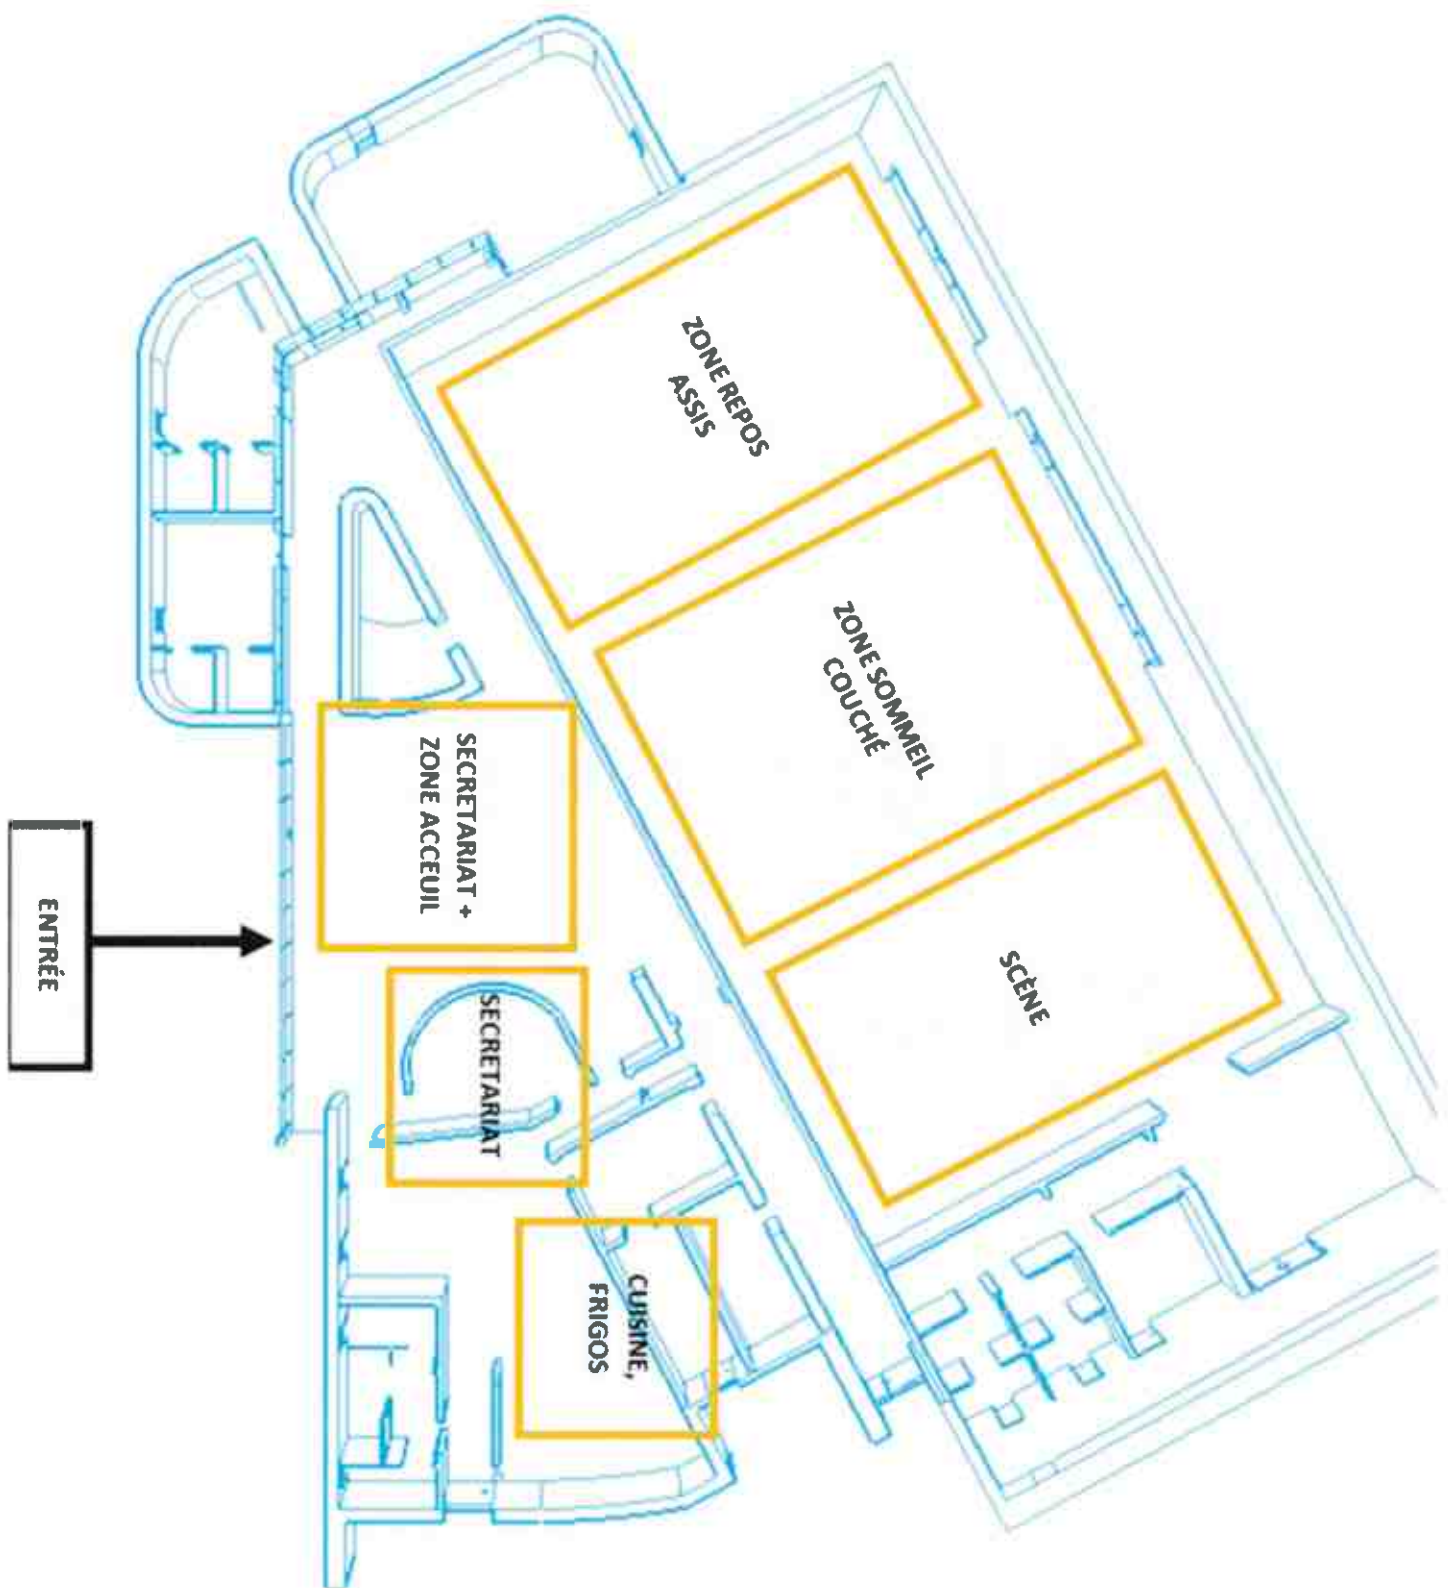 ZONE REPOS
ASSIS
ZONE SOMMEIL
COUCHÉ
SCÈNE
SECRETARIAT +
ZONE ACCEUIL
SECRETARIAT
CUISINE,
FRIGOS
ENTRÉE